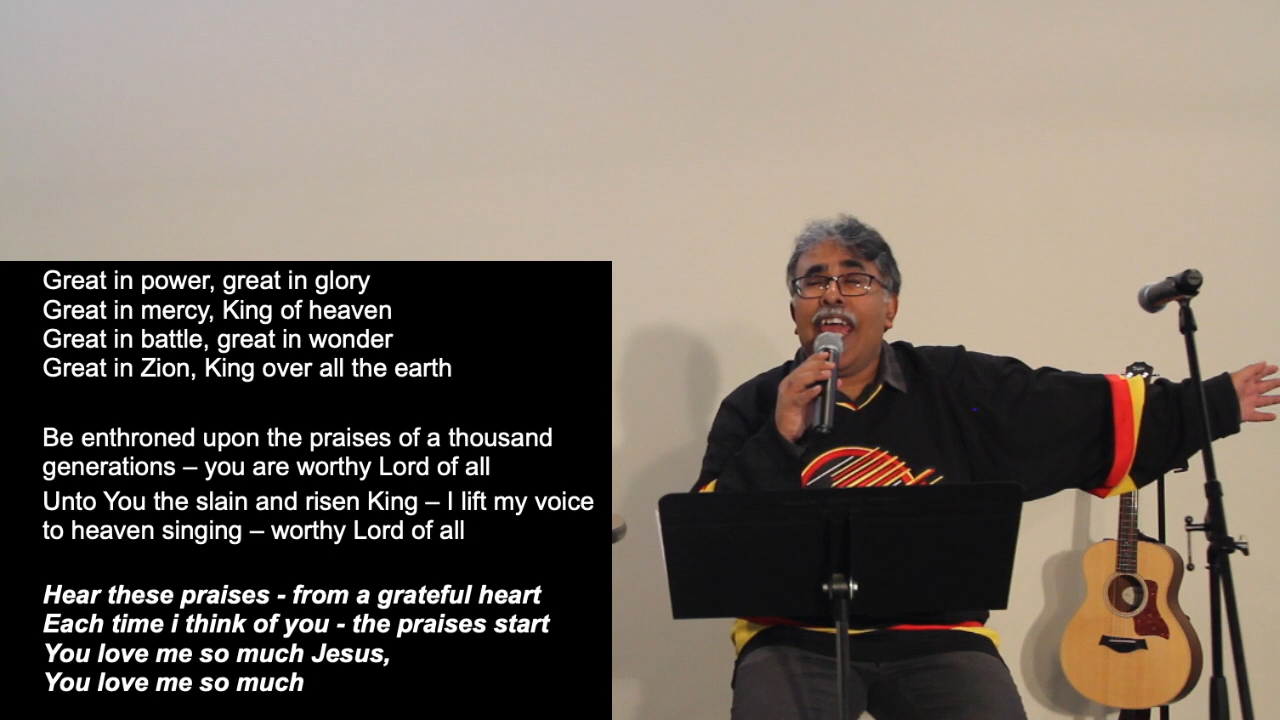 Great in power, great in glory
Great in mercy, King of heaven
Great in battle, great in wonder
Great in Zion, King over all the earth
Be enthroned upon the praises of a thousand
generations – you are worthy Lord of all
Unto You the slain and risen King – I lift my voice
to heaven singing – worthy Lord of all
Hear these praises - from a grateful heart
Each time i think of you - the praises start
You love me so much Jesus,
You love me so much